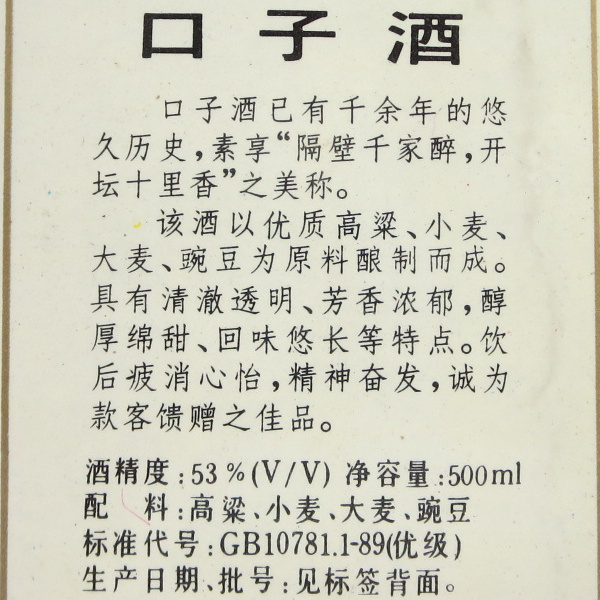 口子酒
口子酒已有千余年的悠
久历史，素享“隔壁千家醉，开
坛十里香”之美称。
该酒以优质高粱、小麦、
大麦、豌豆为原料酿制而成。
具有清澈透明、芳香浓郁，醇
厚绵甜、回味悠长等特点。饮
后疲消心怡，精神奋发，诚为
款客馈赠之佳品。
酒精度：53%(V/V) 净容量：500ml
配 料：高粱、小麦、大麦、豌豆
标准代号：GB10781.1-89(优级)
生产日期、批号：见标签背面。